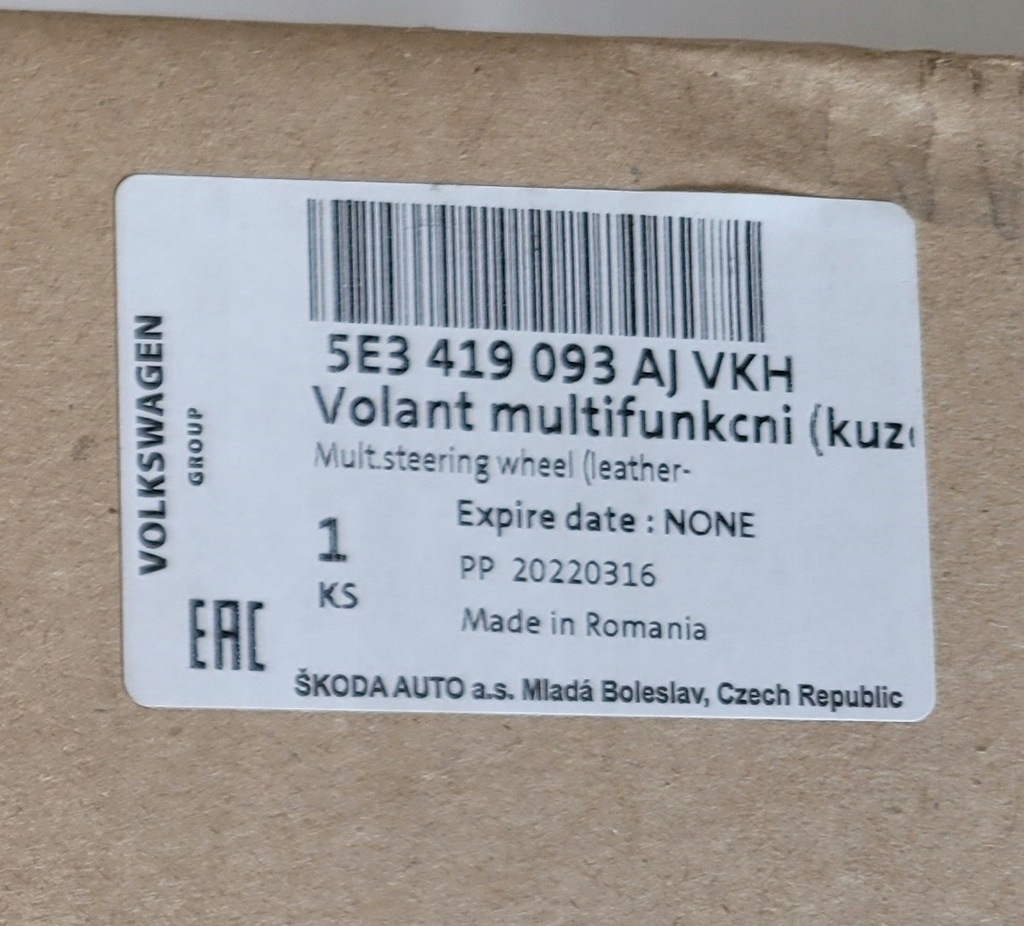 VOLKSWAGEN
GROUP
5E3 419 093 AJ VKH
Volant multifunkcni (kuz
Mult.steering wheel (leather-
1
KS
Expire date : NONE
PP 20220316
Made in Romania
EAC
ŠKODA AUTO a.s. Mladá Boleslav, Czech Republic